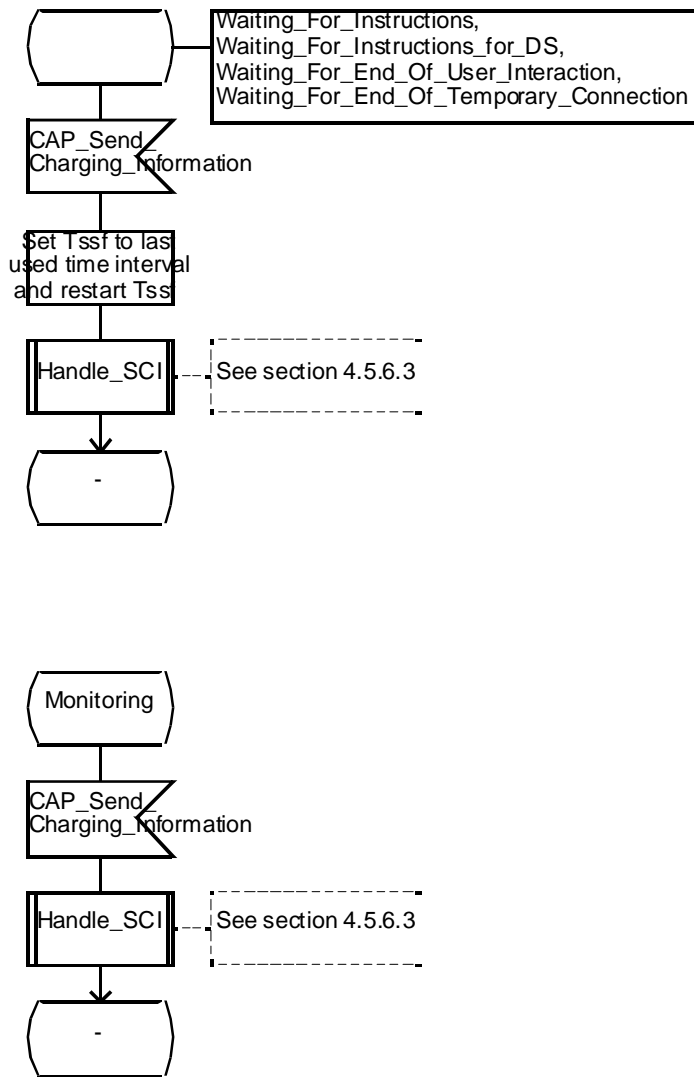 Waiting_For_Instructions,
Waiting_For_Instructions_for_DS,
Waiting_For_End_Of_User_Interaction,
Waiting_For_End_Of_Temporary_Connection
CAP_Send_
Charging_Information
Set Tssf to last
used time interval
and restart Tssf
Handle_SCI
See section 4.5.6.3
-
Monitoring
CAP_Send_
Charging_Information
Handle_SCI
See section 4.5.6.3
-